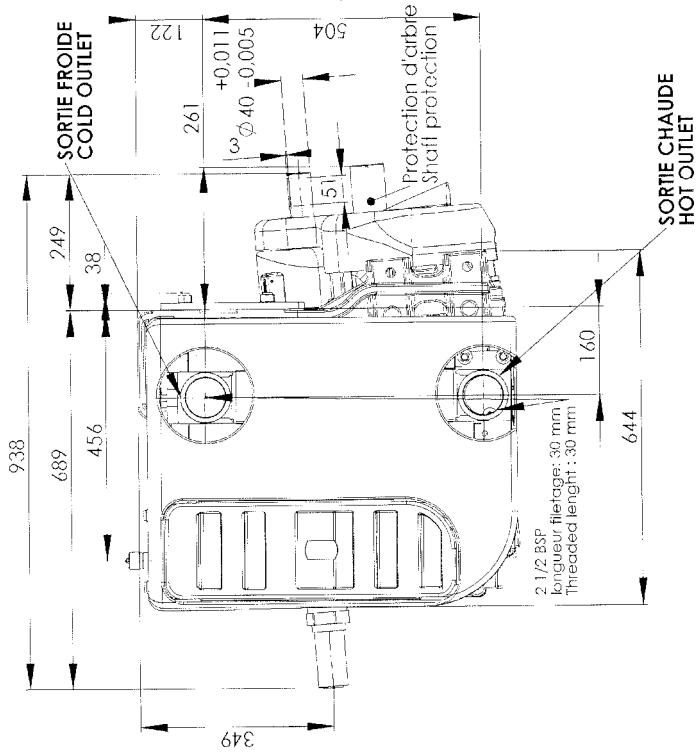 938
689
249
456
38
261
122
504
SORTIE FROIDE
COLD OUTLET
3
Ø 40
+0,011
-0,005
51
Protection d'arbre
Shaft protection
349
2 1/2 BSP
longueur filetage: 30 mm
Threaded lenght : 30 mm
160
644
SORTIE CHAUDE
HOT OUTLET